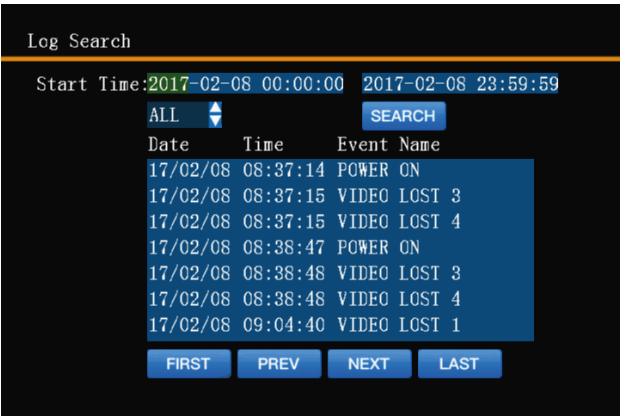 Log Search
Start Time:2017-02-08 00:00:00 2017-02-08 23:59:59
ALL SEARCH
Date Time Event Name
17/02/08 08:37:14 POWER ON
17/02/08 08:37:15 VIDEO LOST 3
17/02/08 08:37:15 VIDEO LOST 4
17/02/08 08:38:47 POWER ON
17/02/08 08:38:48 VIDEO LOST 3
17/02/08 08:38:48 VIDEO LOST 4
17/02/08 09:04:40 VIDEO LOST 1
FIRST PREV NEXT LAST